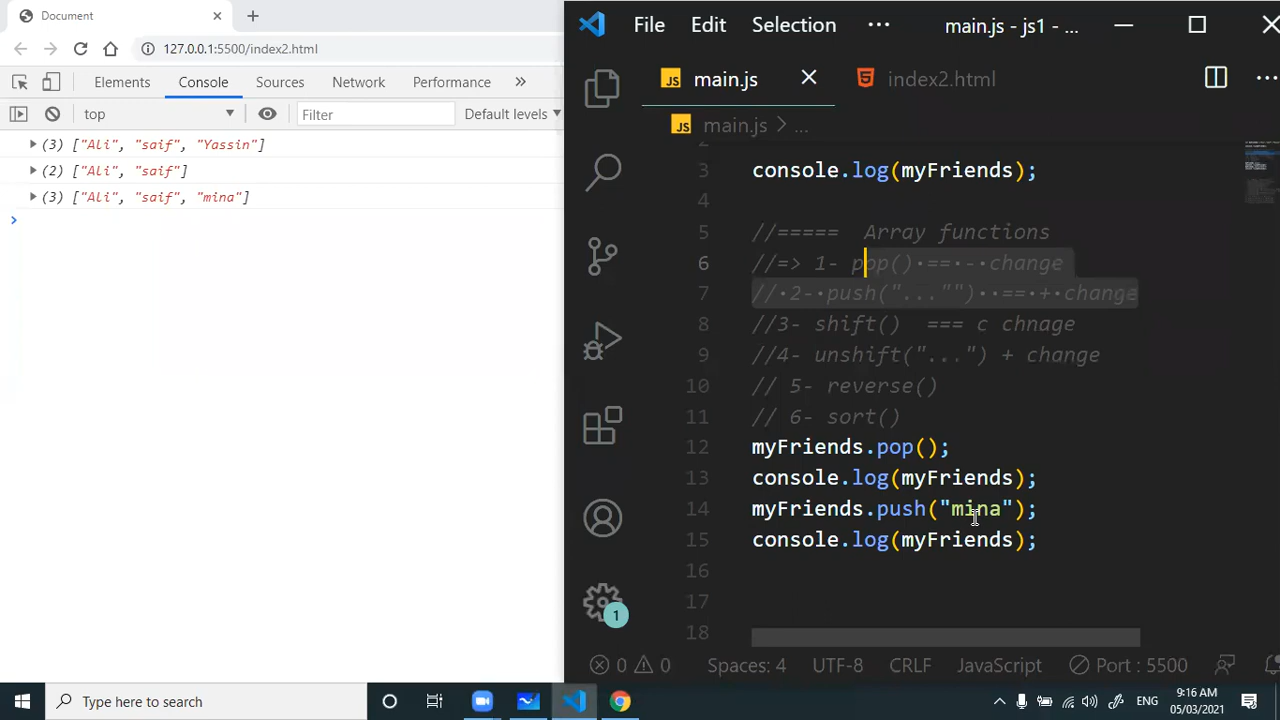 Document
127.0.0.1:5500/index2.html
Elements Console Sources Network Performance »
top Filter Default levels
(3) ["Ali", "saif", "Yassin"]
(2) ["Ali", "saif"]
(3) ["Ali", "saif", "mina"]
File Edit Selection ··· main.js - js1 - ...
JS main.js index2.html
JS main.js > ...
2
3 console.log(myFriends);
4
5 //===== Array functions
6 //=> 1- pop() == - change
7 // 2- push("..."") == + change
8 //3- shift() === c chnage
9 //4- unshift("...") + change
10 // 5- reverse()
11 // 6- sort()
12 myFriends.pop();
13 console.log(myFriends);
14 myFriends.push("mina");
15 console.log(myFriends);
16
17
18
1
0 0 Spaces: 4 UTF-8 CRLF JavaScript Port : 5500
Type here to search
ENG
9:16 AM
05/03/2021